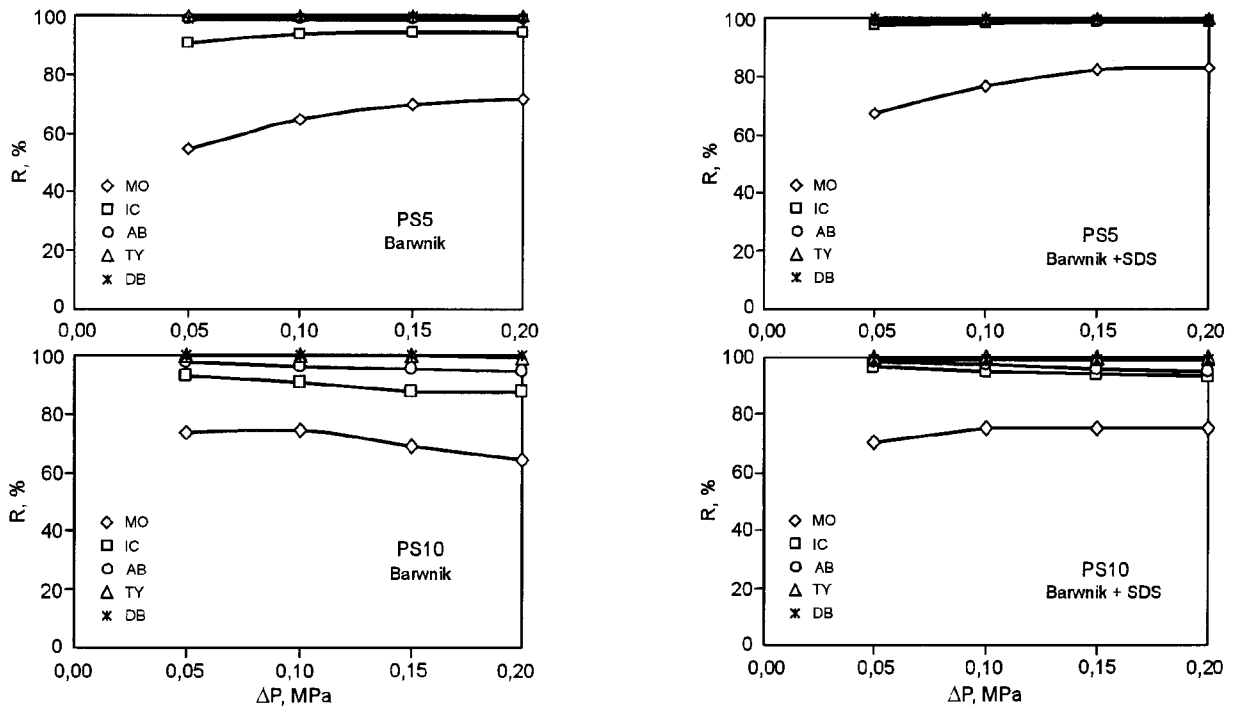 100
80
60
40
20
0
R, %
MO
IC
AB
TY
DB
PS5
Barwnik
0,00 0,05 0,10 0,15 0,20
100
80
60
40
20
0
R, %
MO
IC
AB
TY
DB
PS5
Barwnik +SDS
0,00 0,05 0,10 0,15 0,20
100
80
60
40
20
0
R, %
MO
IC
AB
TY
DB
PS10
Barwnik
0,00 0,05 0,10 0,15 0,20
ΔP, MPa
100
80
60
40
20
0
R, %
MO
IC
AB
TY
DB
PS10
Barwnik + SDS
0,00 0,05 0,10 0,15 0,20
ΔP, MPa